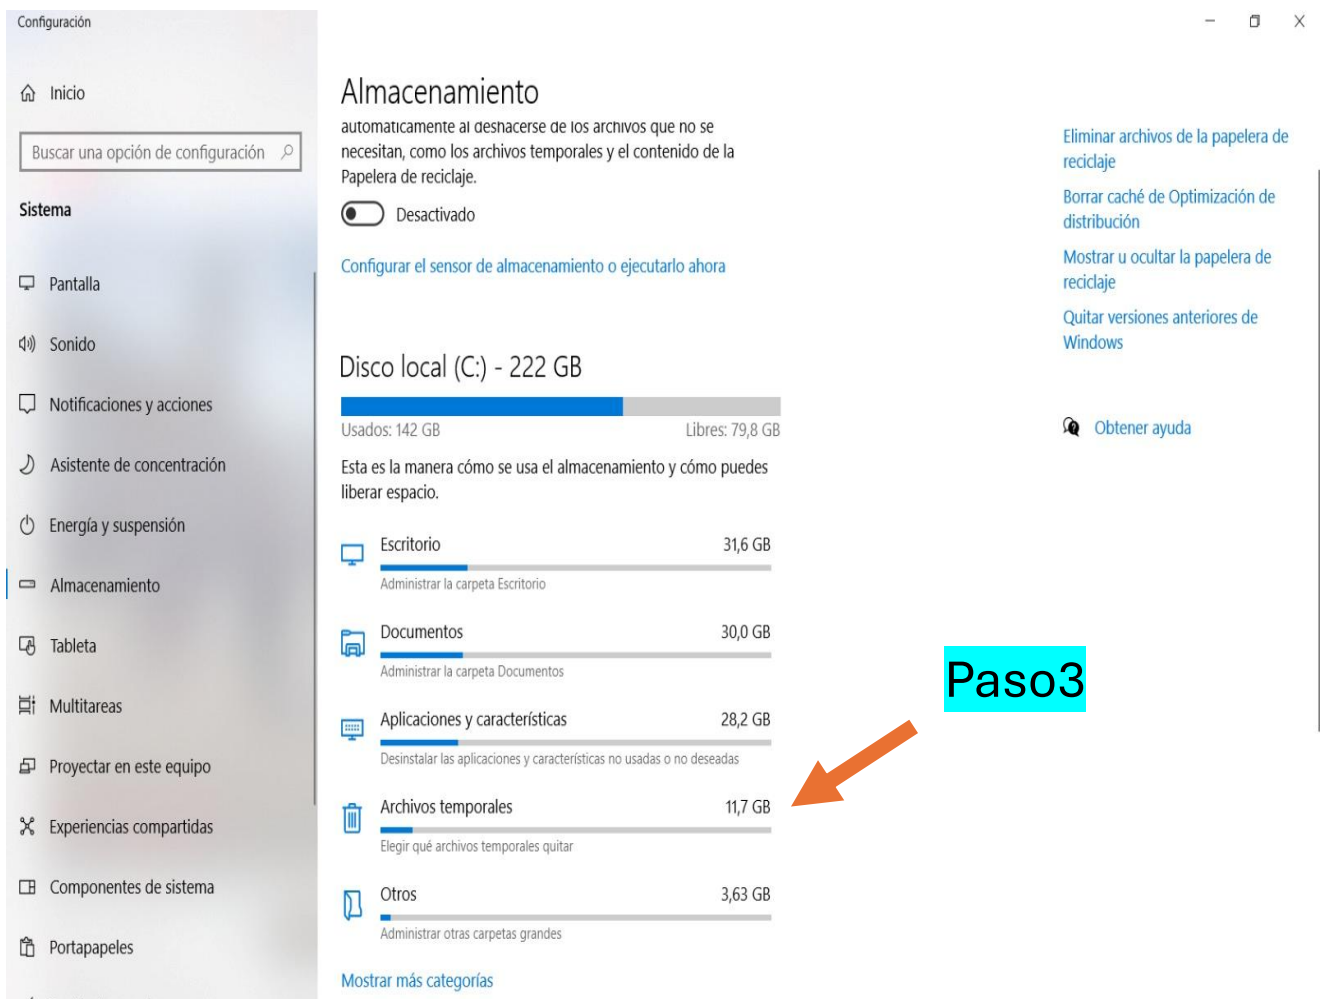 Configuración
Inicio
Buscar una opción de configuración
Sistema
Pantalla
Sonido
Notificaciones y acciones
Asistente de concentración
Energía y suspensión
Almacenamiento
Tableta
Multitareas
Proyectar en este equipo
Experiencias compartidas
Componentes de sistema
Portapapeles
Almacenamiento
automáticamente al deshacerse de los archivos que no se
necesitan, como los archivos temporales y el contenido de la
Papelera de reciclaje.
Desactivado
Configurar el sensor de almacenamiento o ejecutarlo ahora
Disco local (C:) - 222 GB
Usados: 142 GB Libres: 79,8 GB
Esta es la manera cómo se usa el almacenamiento y cómo puedes
liberar espacio.
Escritorio 31,6 GB
Administrar la carpeta Escritorio
Documentos 30,0 GB
Administrar la carpeta Documentos
Aplicaciones y características 28,2 GB
Desinstalar las aplicaciones y características no usadas o no deseadas
Archivos temporales 11,7 GB
Elegir qué archivos temporales quitar
Otros 3,63 GB
Administrar otras carpetas grandes
Mostrar más categorías
Eliminar archivos de la papelera de
reciclaje
Borrar caché de Optimización de
distribución
Mostrar u ocultar la papelera de
reciclaje
Quitar versiones anteriores de
Windows
Obtener ayuda
Paso3